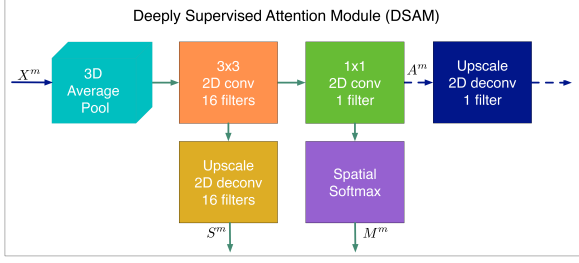 Deeply Supervised Attention Module (DSAM)
X^m
3D
Average
Pool
3x3
2D conv
16 filters
1x1
2D conv
1 filter
A^m
Upscale
2D deconv
1 filter
Upscale
2D deconv
16 filters
Spatial
Softmax
S^m
M^m